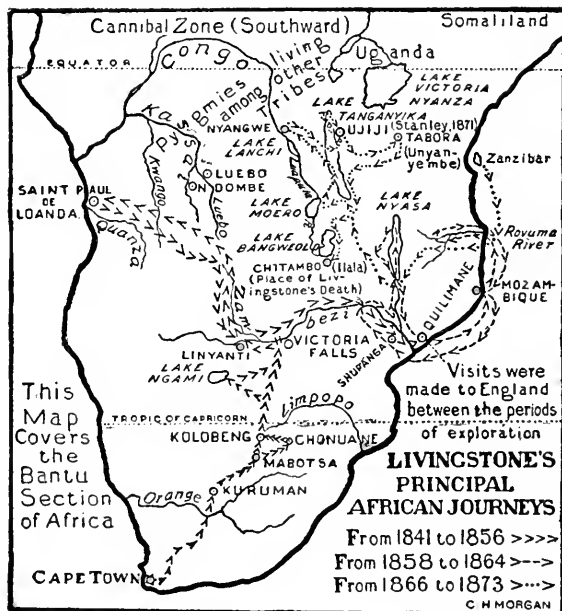 Cannibal Zone (Southward)
Somaliland
EQUATOR
Congo
Uganda
Pygmies living
among other
Tribes
LAKE
VICTORIA
NYANZA
LAKE
TANGANYIKA
NYANGWE
UJIJI (Stanley, 1871)
TABORA
(Unyan-
yembe)
LAKE
LANCHI
Luapula
Zanzibar
Kassai
Kwango
LUEBO
NDOMBE
Luebo
SAINT PAUL
DE
LOANDA
Quanza
LAKE
MOERO
LAKE
NYASA
LAKE
BANGWEOLO
Rovuma
River
CHITAMBO (Ilala)
(Place of Liv-
ingstone's Death)
MOZAM-
BIQUE
QUILIMANE
Zam
bezi
LINYANTI
VICTORIA
FALLS
SHUPANGA
LAKE
NGAMI
Visits were
made to England
between the periods
of exploration
This
Map
Covers
the
Bantu
Section
of Africa
TROPIC OF CAPRICORN
Limpopo
KOLOBENG
CHONUANE
MABOTSA
KURUMAN
Orange
CAPE TOWN
LIVINGSTONE'S
PRINCIPAL
AFRICAN JOURNEYS
From 1841 to 1856 >>>>
From 1858 to 1864 >-->
From 1866 to 1873 >···>
C H MORGAN